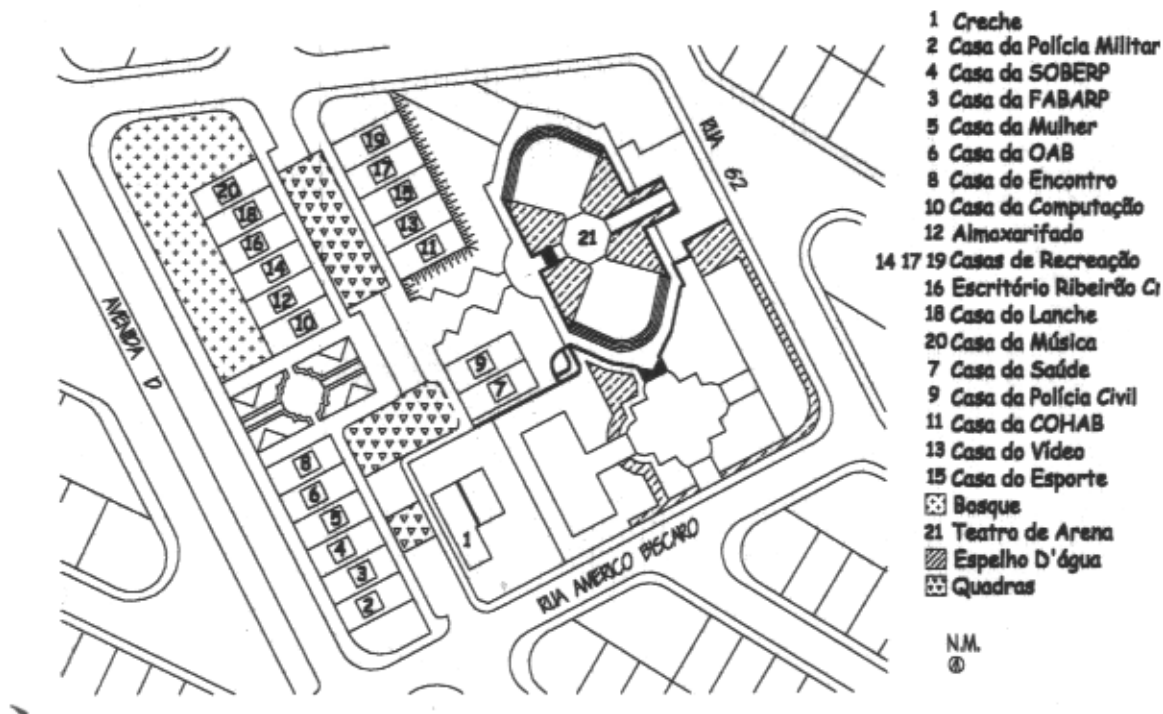 1 Creche
2 Casa da Polícia Militar
4 Casa da SOBERP
3 Casa da FABARP
5 Casa da Mulher
6 Casa da OAB
8 Casa do Encontro
10 Casa da Computação
12 Almoxarifado
14 17 19 Casas de Recreação
16 Escritório Ribeirão
18 Casa do Lanche
20 Casa da Música
7 Casa da Saúde
9 Casa da Polícia Civil
11 Casa da COHAB
13 Casa do Vídeo
15 Casa do Esporte
Bosque
21 Teatro de Arena
Espelho D'água
Quadras
N.M.
RUA 62
AVENIDA D
RUA AMERICO BISCARO
19
17
15
13
11
21
20
18
16
14
12
10
9
7
8
6
5
4
3
2
1